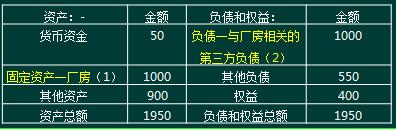 资产：- 金额 负债和权益： 金额
货币资金 50 负债一与厂房相关的 1000
第三方负债（2）
固定资产一厂房（1） 1000 其他负债 550
其他资产 900 权益 400
资产总额 1950 负债和权益总额 1950